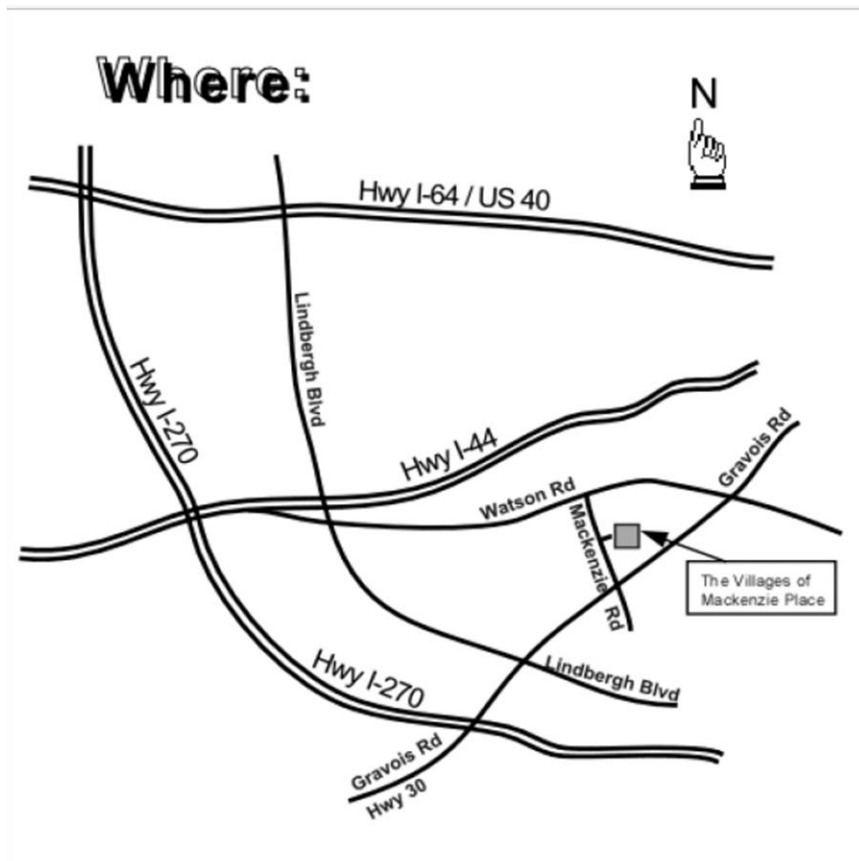 Where:
N
Hwy I-64 / US 40
Lindbergh Blvd
Hwy I-270
Hwy I-44
Gravois Rd
Watson Rd
Mackenzie Rd
The Villages of
Mackenzie Place
Hwy I-270
Lindbergh Blvd
Gravois Rd
Hwy 30